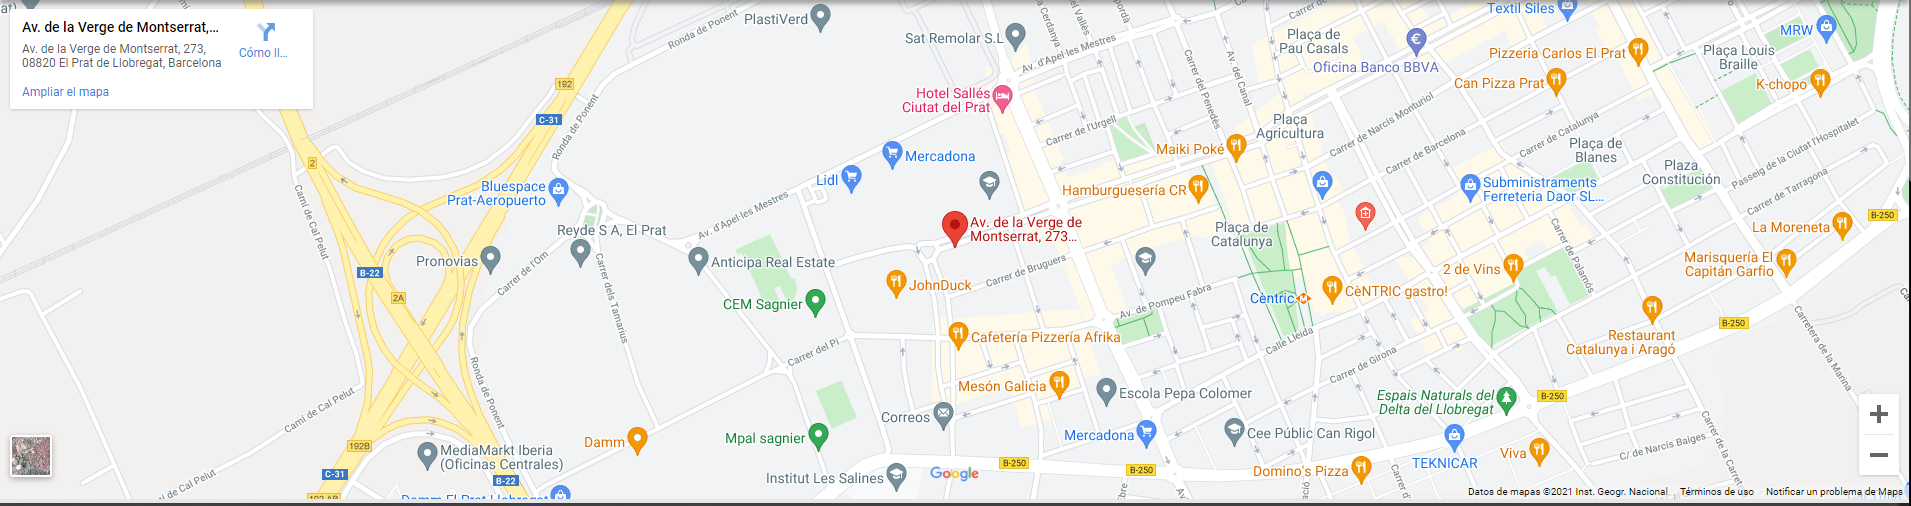 Av. de la Verge de Montserrat,...
Av. de la Verge de Montserrat, 273,
08820 El Prat de Llobregat, Barcelona
Cómo ll...
Ampliar el mapa
PlastiVerd
Ronda de Ponent
Sat Remolar S.L
Av. d'Apel·les Mestres
Textil Siles
Plaça de
Pau Casals
Oficina Banco BBVA
Pizzeria Carlos El Prat
Plaça Louis
Braille
MRW
Can Pizza Prat
K-chopo
192
C-31
Ronda de Ponent
Hotel Sallés
Ciutat del Prat
Carrer del Penedès
Av. del Canal
Carrer de Narcís Monturiol
Carrer de l'Urgell
Plaça
Agricultura
Carrer de Barcelona
Carrer de Catalunya
Plaça de
Blanes
Passeig de la Ciutat l'Hospitalet
Maiki Poké
Mercadona
Lidl
2
Camí de Cal Pelut
Bluespace
Prat-Aeropuerto
Av. d'Apel·les Mestres
Hamburguesería CR
Subministraments
Ferreteria Daor SL...
Plaza
Constitución
Carrer de Tarragona
B-250
La Moreneta
Reyde S A, El Prat
Av. de la Verge de
Montserrat, 273...
Plaça de
Catalunya
Pronovias
Carrer de l'Om
Carrer dels Tamarius
Anticipa Real Estate
Carrer de Bruguers
2 de Vins
Carrer de Palamós
Marisquería El
Capitán Garfio
B-22
2A
JohnDuck
CEM Sagnier
Av. de Pompeu Fabra
Cèntric
CèNTRIC gastro!
B-250
Restaurant
Catalunya i Aragó
Carretera de la Marina
Cafetería Pizzería Afrika
Carrer del Pi
Calle Lleida
Carrer de Girona
Ronda de Ponent
Mesón Galicia
Escola Pepa Colomer
Espais Naturals del
Delta del Llobregat
B-250
Camí de Cal Pelut
Correos
Damm
Mpal sagnier
Mercadona
Cee Público Can Rigol
C/. de Narcís Baiges
192B
MediaMarkt Iberia
(Oficinas Centrales)
C-31
B-22
Institut Les Salines
Google
B-250
B-250
Domino's Pizza
TEKNICAR
Viva
Damm El Prat Llobregat
Datos de mapas ©2021 Inst. Geogr. Nacional
Términos de uso
Notificar un problema de Maps